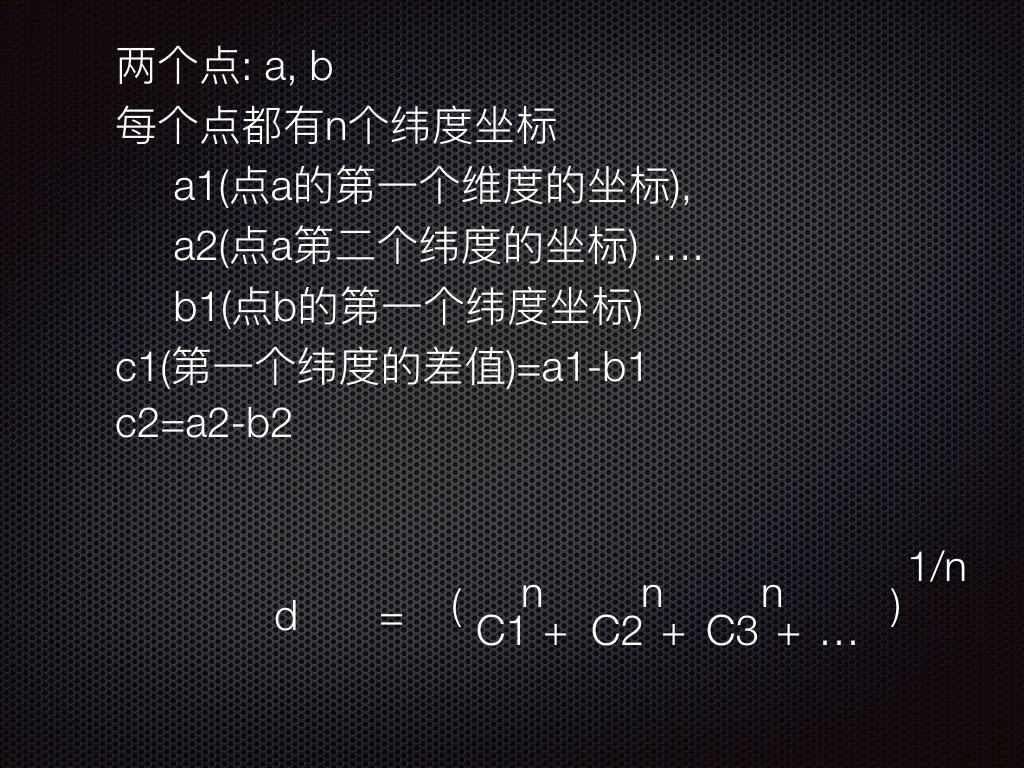 两个点: a, b
每个点都有n个纬度坐标
a1(点a的第一个维度的坐标),
a2(点a第二个纬度的坐标) ….
b1(点b的第一个纬度坐标)
c1(第一个纬度的差值)=a1-b1
c2=a2-b2
d = ( C1^n + C2^n + C3^n + … )^1/n